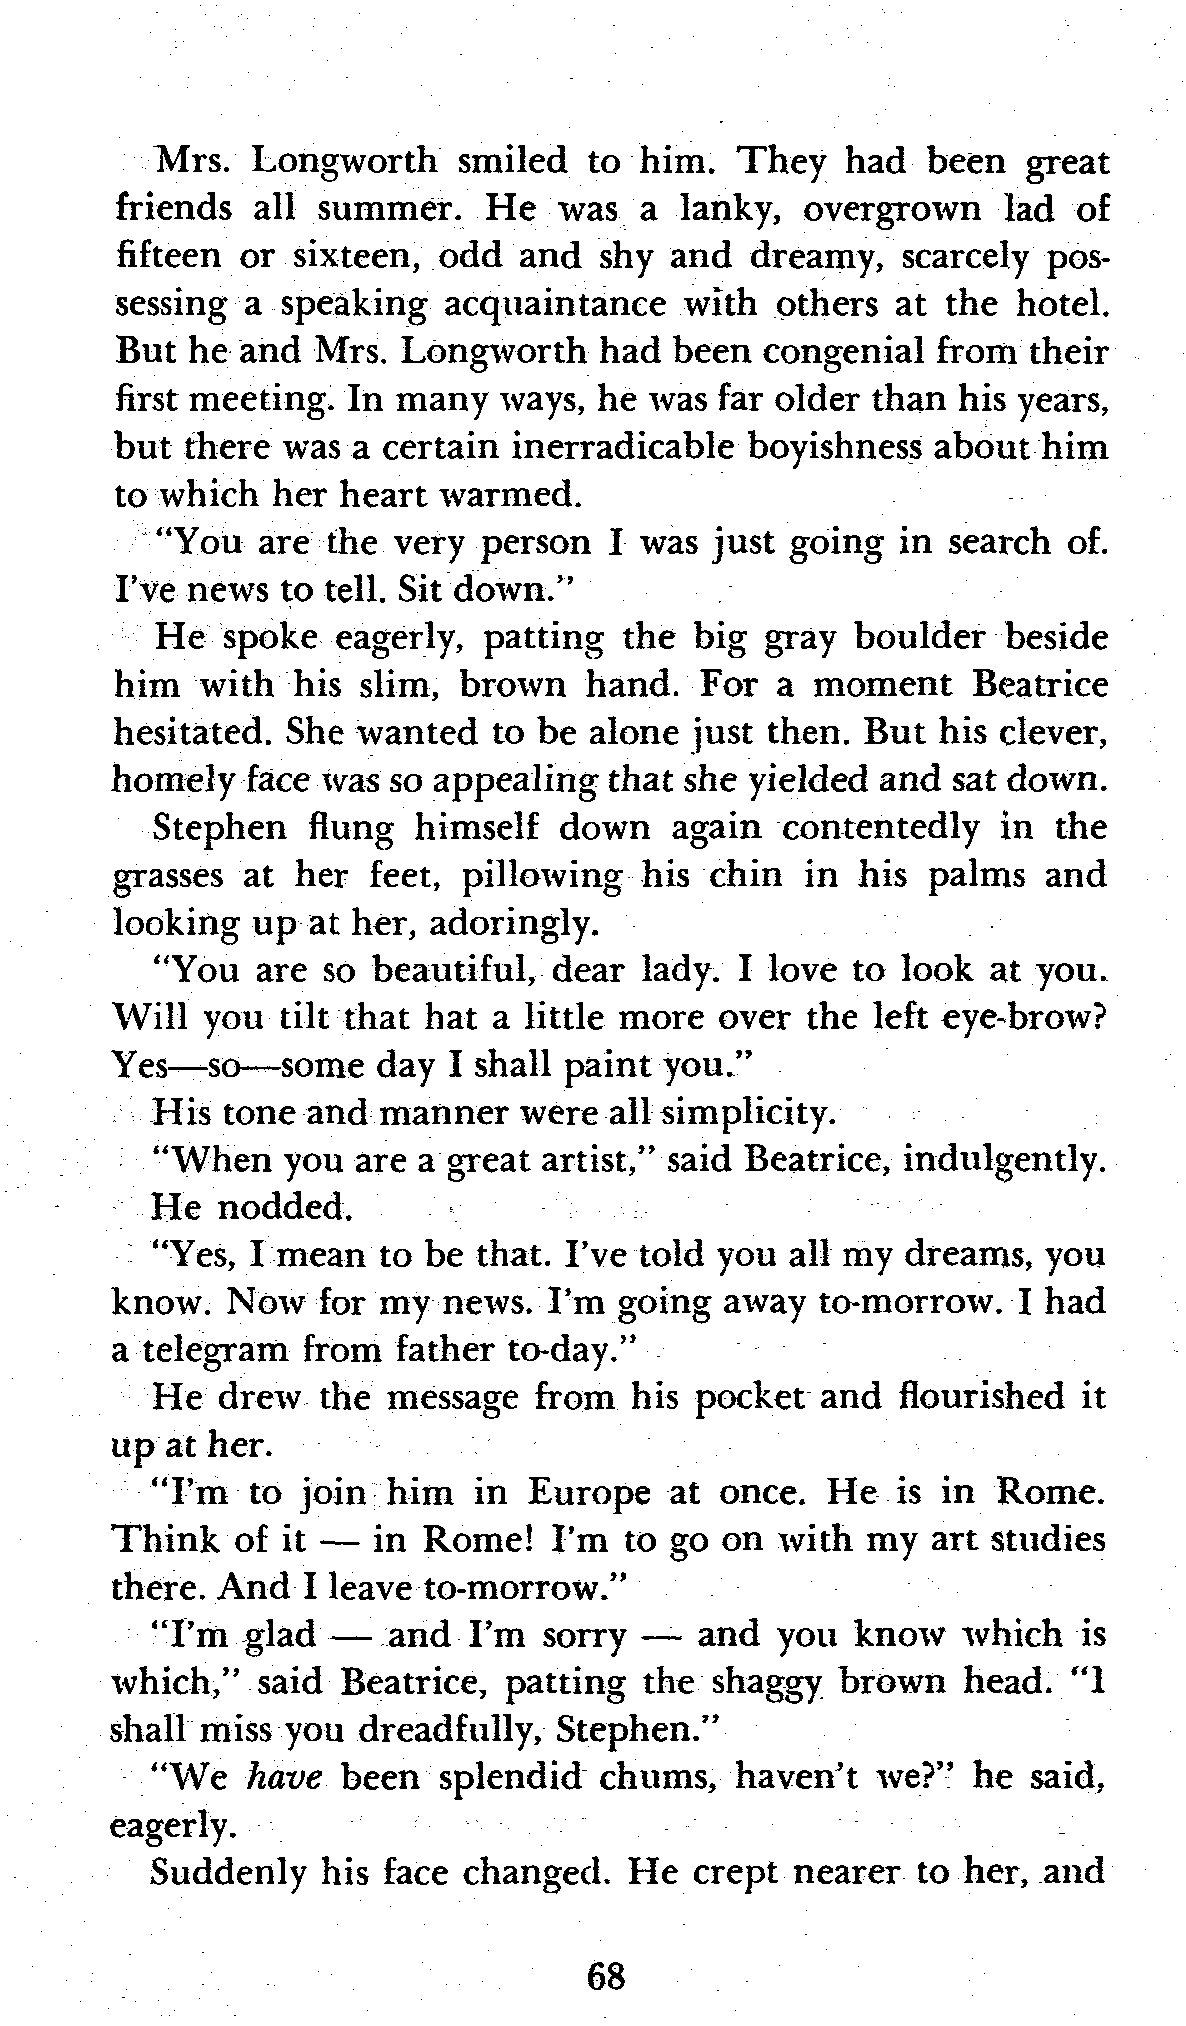 Mrs. Longworth smiled to him. They had been great
friends all summer. He was a lanky, overgrown lad of
fifteen or sixteen, odd and shy and dreamy, scarcely pos-
sessing a speaking acquaintance with others at the hotel.
But he and Mrs. Longworth had been congenial from their
first meeting. In many ways, he was far older than his years,
but there was a certain inerradicable boyishness about him
to which her heart warmed.
"You are the very person I was just going in search of.
I've news to tell. Sit down."
He spoke eagerly, patting the big gray boulder beside
him with his slim, brown hand. For a moment Beatrice
hesitated. She wanted to be alone just then. But his clever,
homely face was so appealing that she yielded and sat down.
Stephen flung himself down again contentedly in the
grasses at her feet, pillowing his chin in his palms and
looking up at her, adoringly.
"You are so beautiful, dear lady. I love to look at you.
Will you tilt that hat a little more over the left eye-brow?
Yes—so—some day I shall paint you."
His tone and manner were all simplicity.
"When you are a great artist," said Beatrice, indulgently.
He nodded.
"Yes, I mean to be that. I've told you all my dreams, you
know. Now for my news. I'm going away to-morrow. I had
a telegram from father to-day."
He drew the message from his pocket and flourished it
up at her.
"I'm to join him in Europe at once. He is in Rome.
Think of it — in Rome! I'm to go on with my art studies
there. And I leave to-morrow."
"I'm glad — and I'm sorry — and you know which is
which," said Beatrice, patting the shaggy brown head. "I
shall miss you dreadfully, Stephen."
"We have been splendid chums, haven't we?" he said,
eagerly.
Suddenly his face changed. He crept nearer to her, and
68